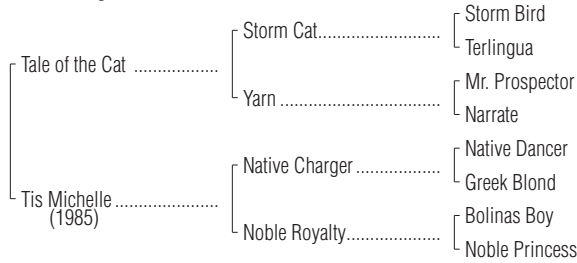 Storm Bird
Storm Cat....................
Terlingua
Tale of the Cat ..................
Mr. Prospector
Yarn ..........................
Narrate
Native Dancer
Native Charger ..................
Greek Blond
Tis Michelle ......................
(1985)
Bolinas Boy
Noble Royalty....................
Noble Princess